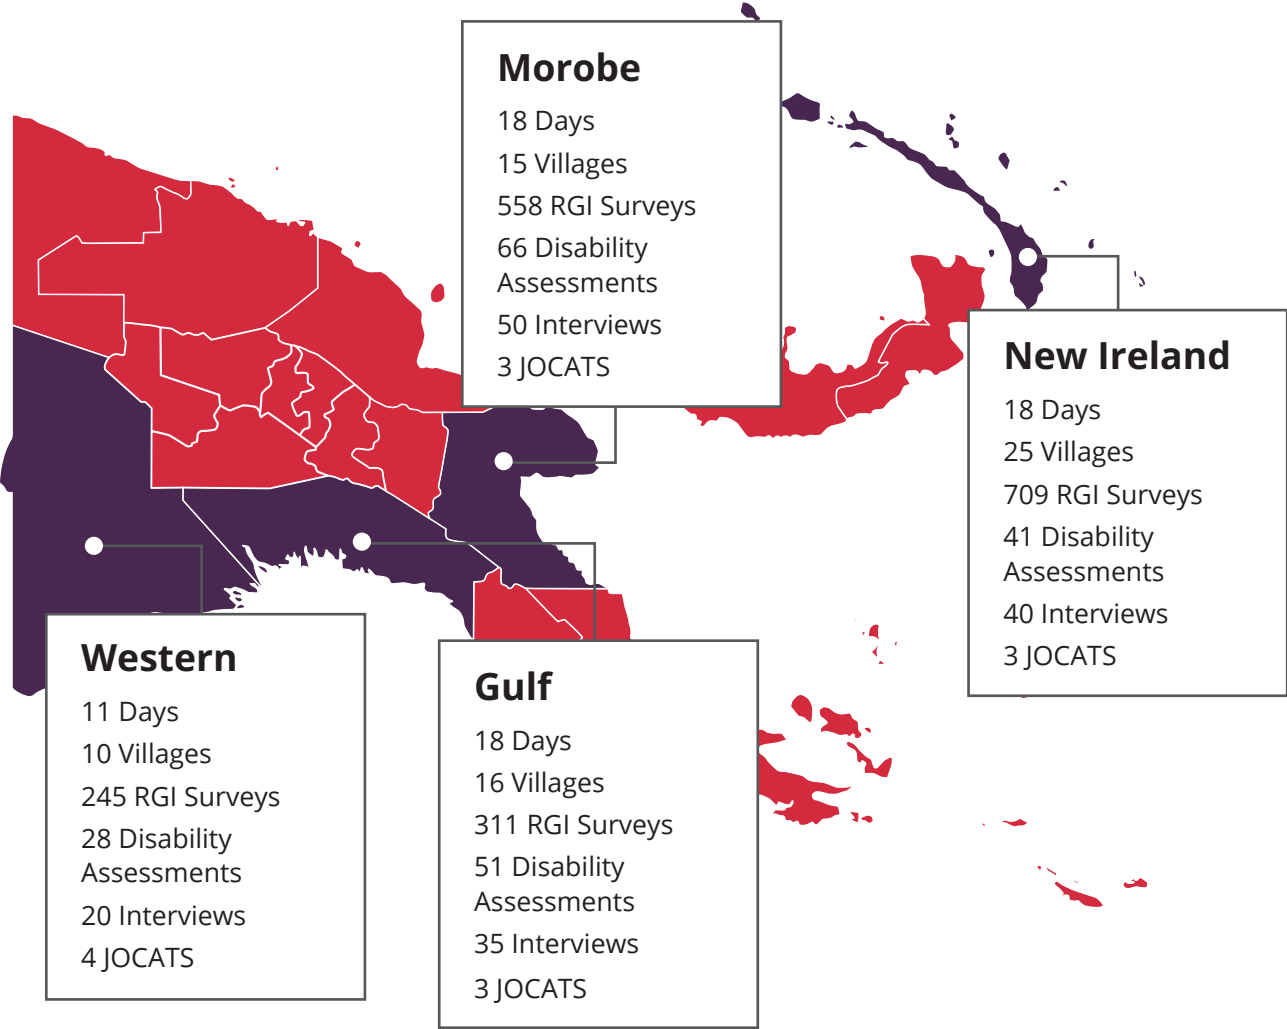 Morobe
18 Days
15 Villages
558 RGI Surveys
66 Disability
Assessments
50 Interviews
3 JOCATS
New Ireland
18 Days
25 Villages
709 RGI Surveys
41 Disability
Assessments
40 Interviews
3 JOCATS
Western
11 Days
10 Villages
245 RGI Surveys
28 Disability
Assessments
20 Interviews
4 JOCATS
Gulf
18 Days
16 Villages
311 RGI Surveys
51 Disability
Assessments
35 Interviews
3 JOCATS